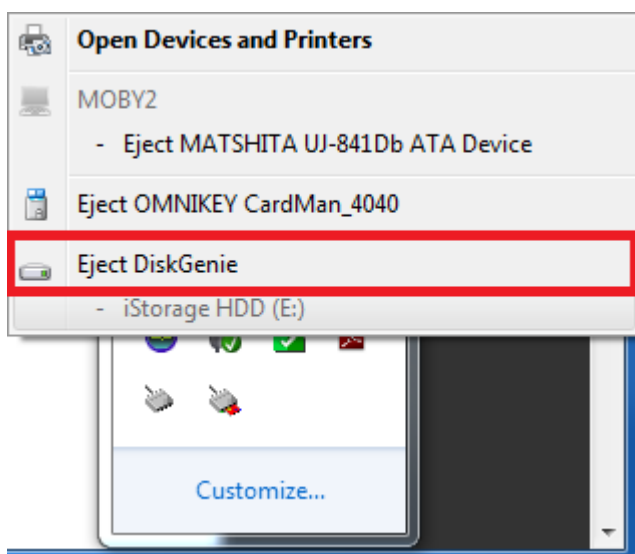 Open Devices and Printers
MOBY2
- Eject MATSHITA UJ-841Db ATA Device
Eject OMNIKEY CardMan_4040
Eject DiskGenie
- iStorage HDD (E:)
Customize...